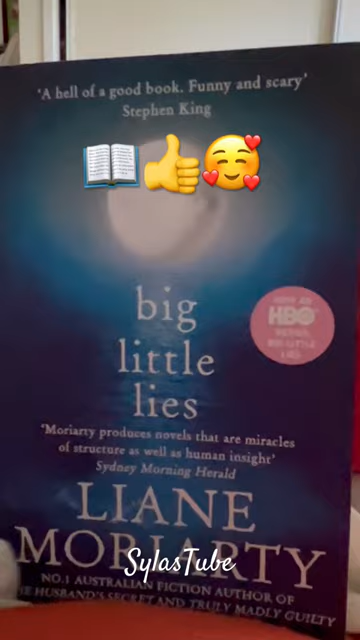 'A hell of a good book. Funny and scary'
Stephen King
big
little
lies
NOW AN
HBO
SERIES
BIG LITTLE
LIES
'Moriarty produces novels that are miracles
of structure as well as human insight'
Sydney Morning Herald
LIANE
MORIARTY
SylasTube
NO.1 AUSTRALIAN FICTION AUTHOR OF
HUSBAND'S SECRET AND TRULY MADLY GUILTY